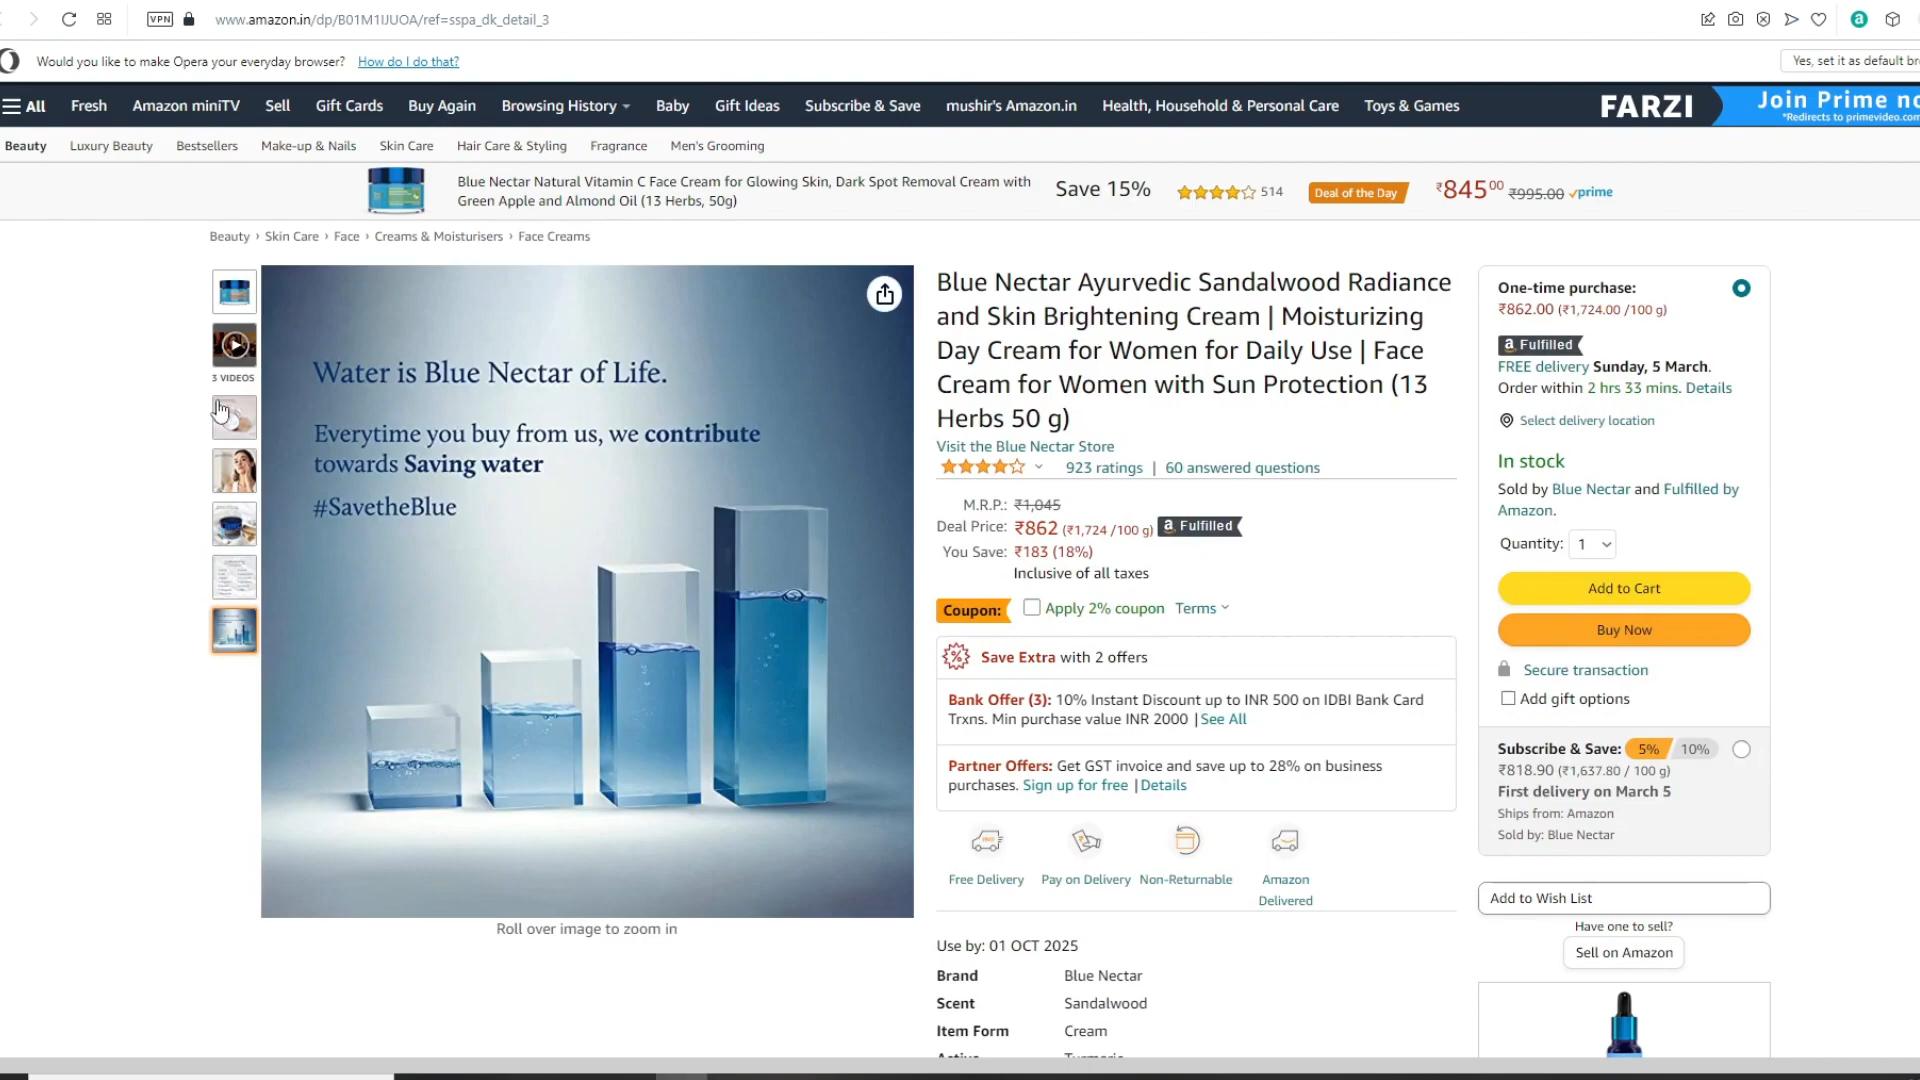 VPN www.amazon.in/dp/B01M1IJUOA/ref=sspa_dk_detail_3
Would you like to make Opera your everyday browser? How do I do that?
Yes, set it as default bro
All Fresh Amazon miniTV Sell Gift Cards Buy Again Browsing History Baby Gift Ideas Subscribe & Save mushir's Amazon.in Health, Household & Personal Care Toys & Games
FARZI
Join Prime no
*Redirects to primevideo.com
Beauty Luxury Beauty Bestsellers Make-up & Nails Skin Care Hair Care & Styling Fragrance Men's Grooming
Blue Nectar Natural Vitamin C Face Cream for Glowing Skin, Dark Spot Removal Cream with
Green Apple and Almond Oil (13 Herbs, 50g)
Save 15%
514
Deal of the Day
₹84500 ₹995.00 prime
Beauty › Skin Care › Face › Creams & Moisturisers › Face Creams
3 VIDEOS
Water is Blue Nectar of Life.
Everytime you buy from us, we contribute
towards Saving water
#SavetheBlue
Roll over image to zoom in
Blue Nectar Ayurvedic Sandalwood Radiance
and Skin Brightening Cream | Moisturizing
Day Cream for Women for Daily Use | Face
Cream for Women with Sun Protection (13
Herbs 50 g)
Visit the Blue Nectar Store
923 ratings | 60 answered questions
M.R.P.: ₹1,045
Deal Price: ₹862 (₹1,724 /100 g) a Fulfilled
You Save: ₹183 (18%)
Inclusive of all taxes
Coupon: Apply 2% coupon Terms
Save Extra with 2 offers
Bank Offer (3): 10% Instant Discount up to INR 500 on IDBI Bank Card
Trxns. Min purchase value INR 2000 | See All
Partner Offers: Get GST invoice and save up to 28% on business
purchases. Sign up for free | Details
Free Delivery Pay on Delivery Non-Returnable Amazon
Delivered
Use by: 01 OCT 2025
Brand Blue Nectar
Scent Sandalwood
Item Form Cream
Active Turmeric
One-time purchase:
₹862.00 (₹1,724.00 /100 g)
a Fulfilled
FREE delivery Sunday, 5 March.
Order within 2 hrs 33 mins. Details
Select delivery location
In stock
Sold by Blue Nectar and Fulfilled by
Amazon.
Quantity: 1
Add to Cart
Buy Now
Secure transaction
Add gift options
Subscribe & Save: 5% 10%
₹818.90 (₹1,637.80 / 100 g)
First delivery on March 5
Ships from: Amazon
Sold by: Blue Nectar
Add to Wish List
Have one to sell?
Sell on Amazon